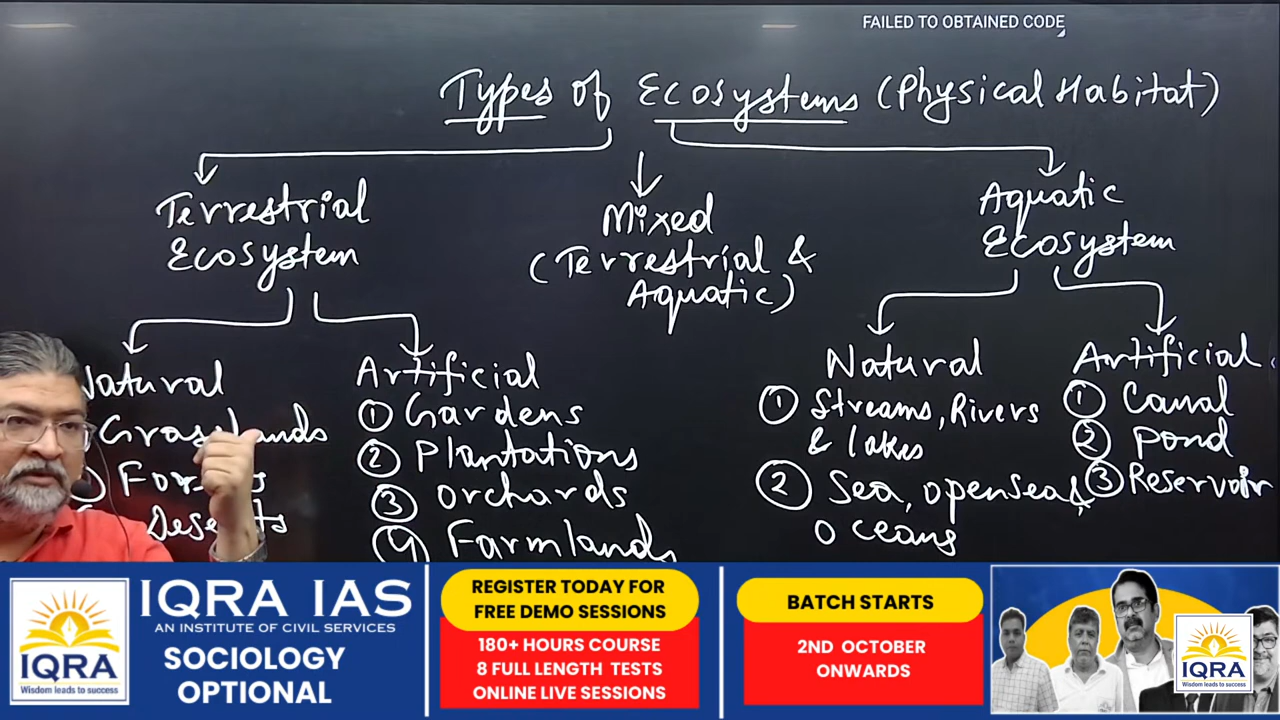 FAILED TO OBTAINED CODE
Types of Ecosystems (Physical Habitat)
Terrestrial
Ecosystem
Mixed
(Terrestrial &
Aquatic)
Aquatic
Ecosystem
Natural
Grasslands
Forests
Deserts
Artificial
① Gardens
② Plantations
③ Orchards
④ Farmlands
Natural
① Streams, Rivers
& lakes
② Sea, openseas &
Oceans
Artificial
① Canal
② Pond
③ Reservoir
IQRA
Wisdom leads to success
IQRA IAS
AN INSTITUTE OF CIVIL SERVICES
SOCIOLOGY
OPTIONAL
REGISTER TODAY FOR
FREE DEMO SESSIONS
180+ HOURS COURSE
8 FULL LENGTH TESTS
ONLINE LIVE SESSIONS
BATCH STARTS
2ND OCTOBER
ONWARDS
IQRA
Wisdom leads to success